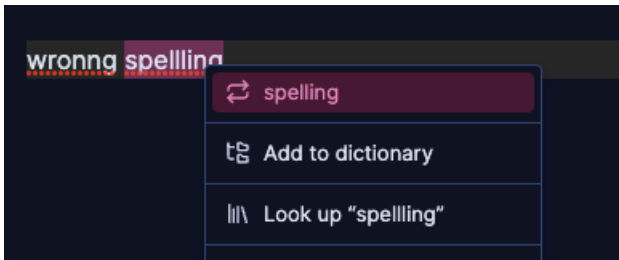 wronng spellling
spelling
Add to dictionary
Look up “spellling”